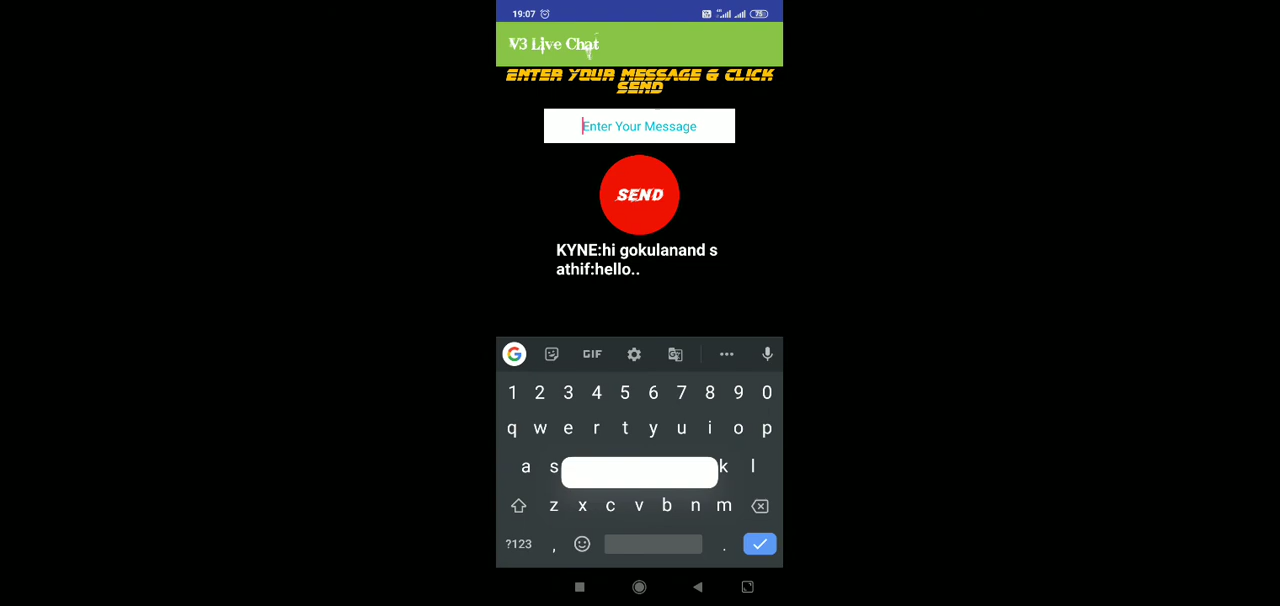 19:07
75
V3 Live Chat
ENTER YOUR MESSAGE & CLICK
SEND
Enter Your Message
SEND
KYNE:hi gokulanand s
athif:hello..
G GIF
1 2 3 4 5 6 7 8 9 0
q w e r t y u i o p
a s k l
z x c v b n m
?123 , .